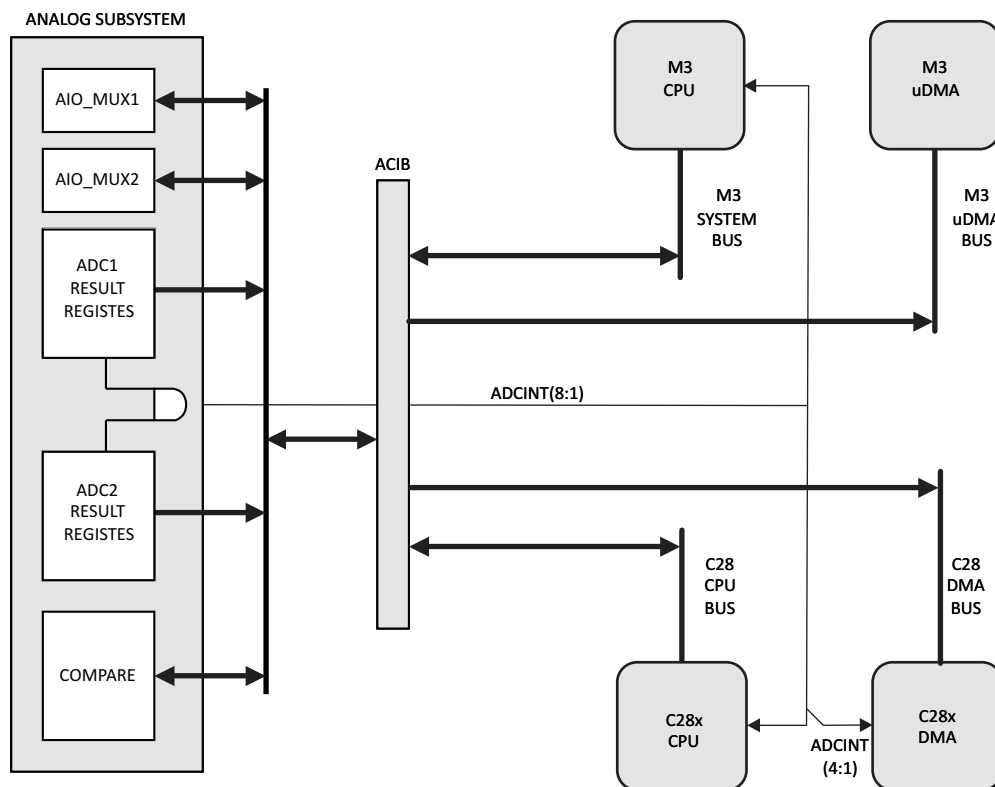 ANALOG SUBSYSTEM
AIO_MUX1
AIO_MUX2
ADC1
RESULT
REGISTES
ADC2
RESULT
REGISTES
COMPARE
ACIB
M3
CPU
M3
uDMA
M3
SYSTEM
BUS
M3
uDMA
BUS
ADCINT(8:1)
C28
CPU
BUS
C28
DMA
BUS
C28x
CPU
ADCINT
(4:1)
C28x
DMA